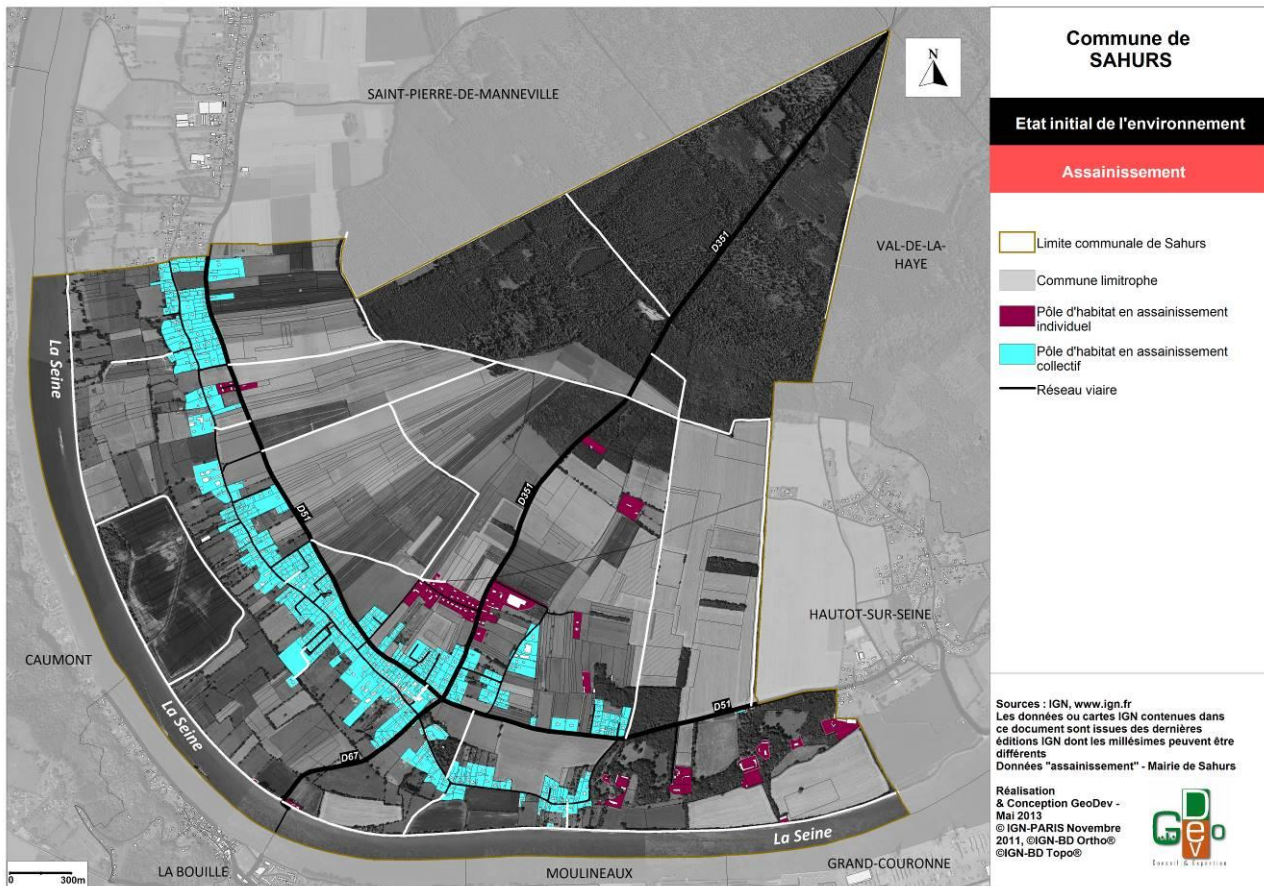 Commune de
SAHURS
Etat initial de l'environnement
Assainissement
Limite communale de Sahurs
Commune limitrophe
Pôle d'habitat en assainissement
individuel
Pôle d'habitat en assainissement
collectif
Réseau viaire
Sources : IGN, www.ign.fr
Les données ou cartes IGN contenues dans
ce document sont issues des dernières
éditions IGN dont les millésimes peuvent être
différents
Données "assainissement" - Mairie de Sahurs
Réalisation
& Conception GeoDev -
Mai 2013
© IGN-PARIS Novembre
2011, ©IGN-BD Ortho®
©IGN-BD Topo®
GeoDev
Conseil & Expertise
N
SAINT-PIERRE-DE-MANNEVILLE
VAL-DE-LA-
HAYE
D351
La Seine
D51
D351
HAUTOT-SUR-SEINE
CAUMONT
La Seine
D51
D67
La Seine
LA BOUILLE
MOULINEAUX
GRAND-COURONNE
0
300m